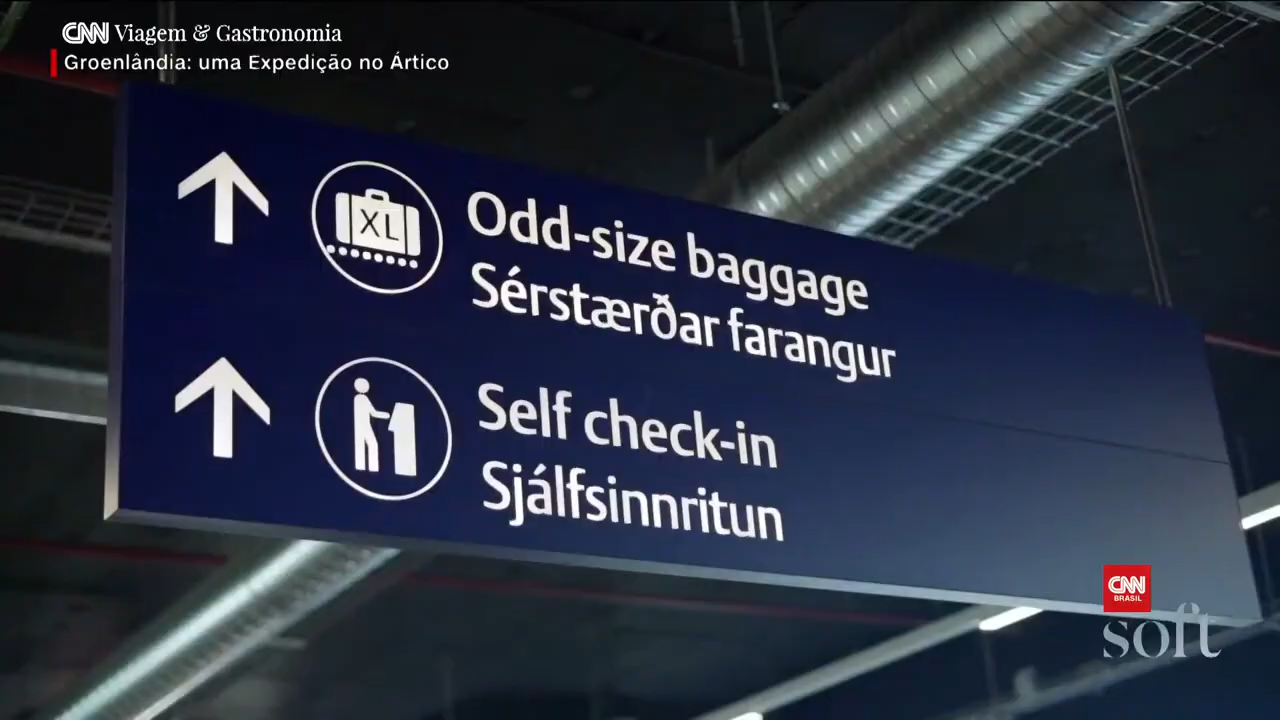 CNN Viagem & Gastronomia
Groenlândia: uma Expedição no Ártico
XL
Odd-size baggage
Sérstærðar farangur
Self check-in
Sjálfsinnritun
CNN
BRASIL
soft